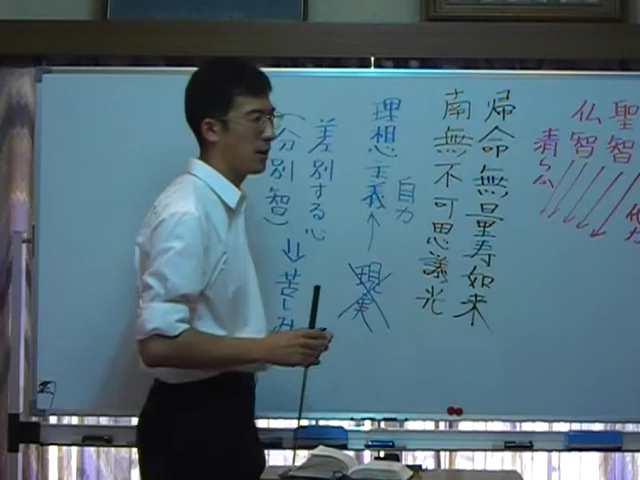 聖智
仏智
清らか
帰命無量寿如来
南無不可思議光
自力
理想主義↑現実
差別する心
(分別智)⇒苦しみ